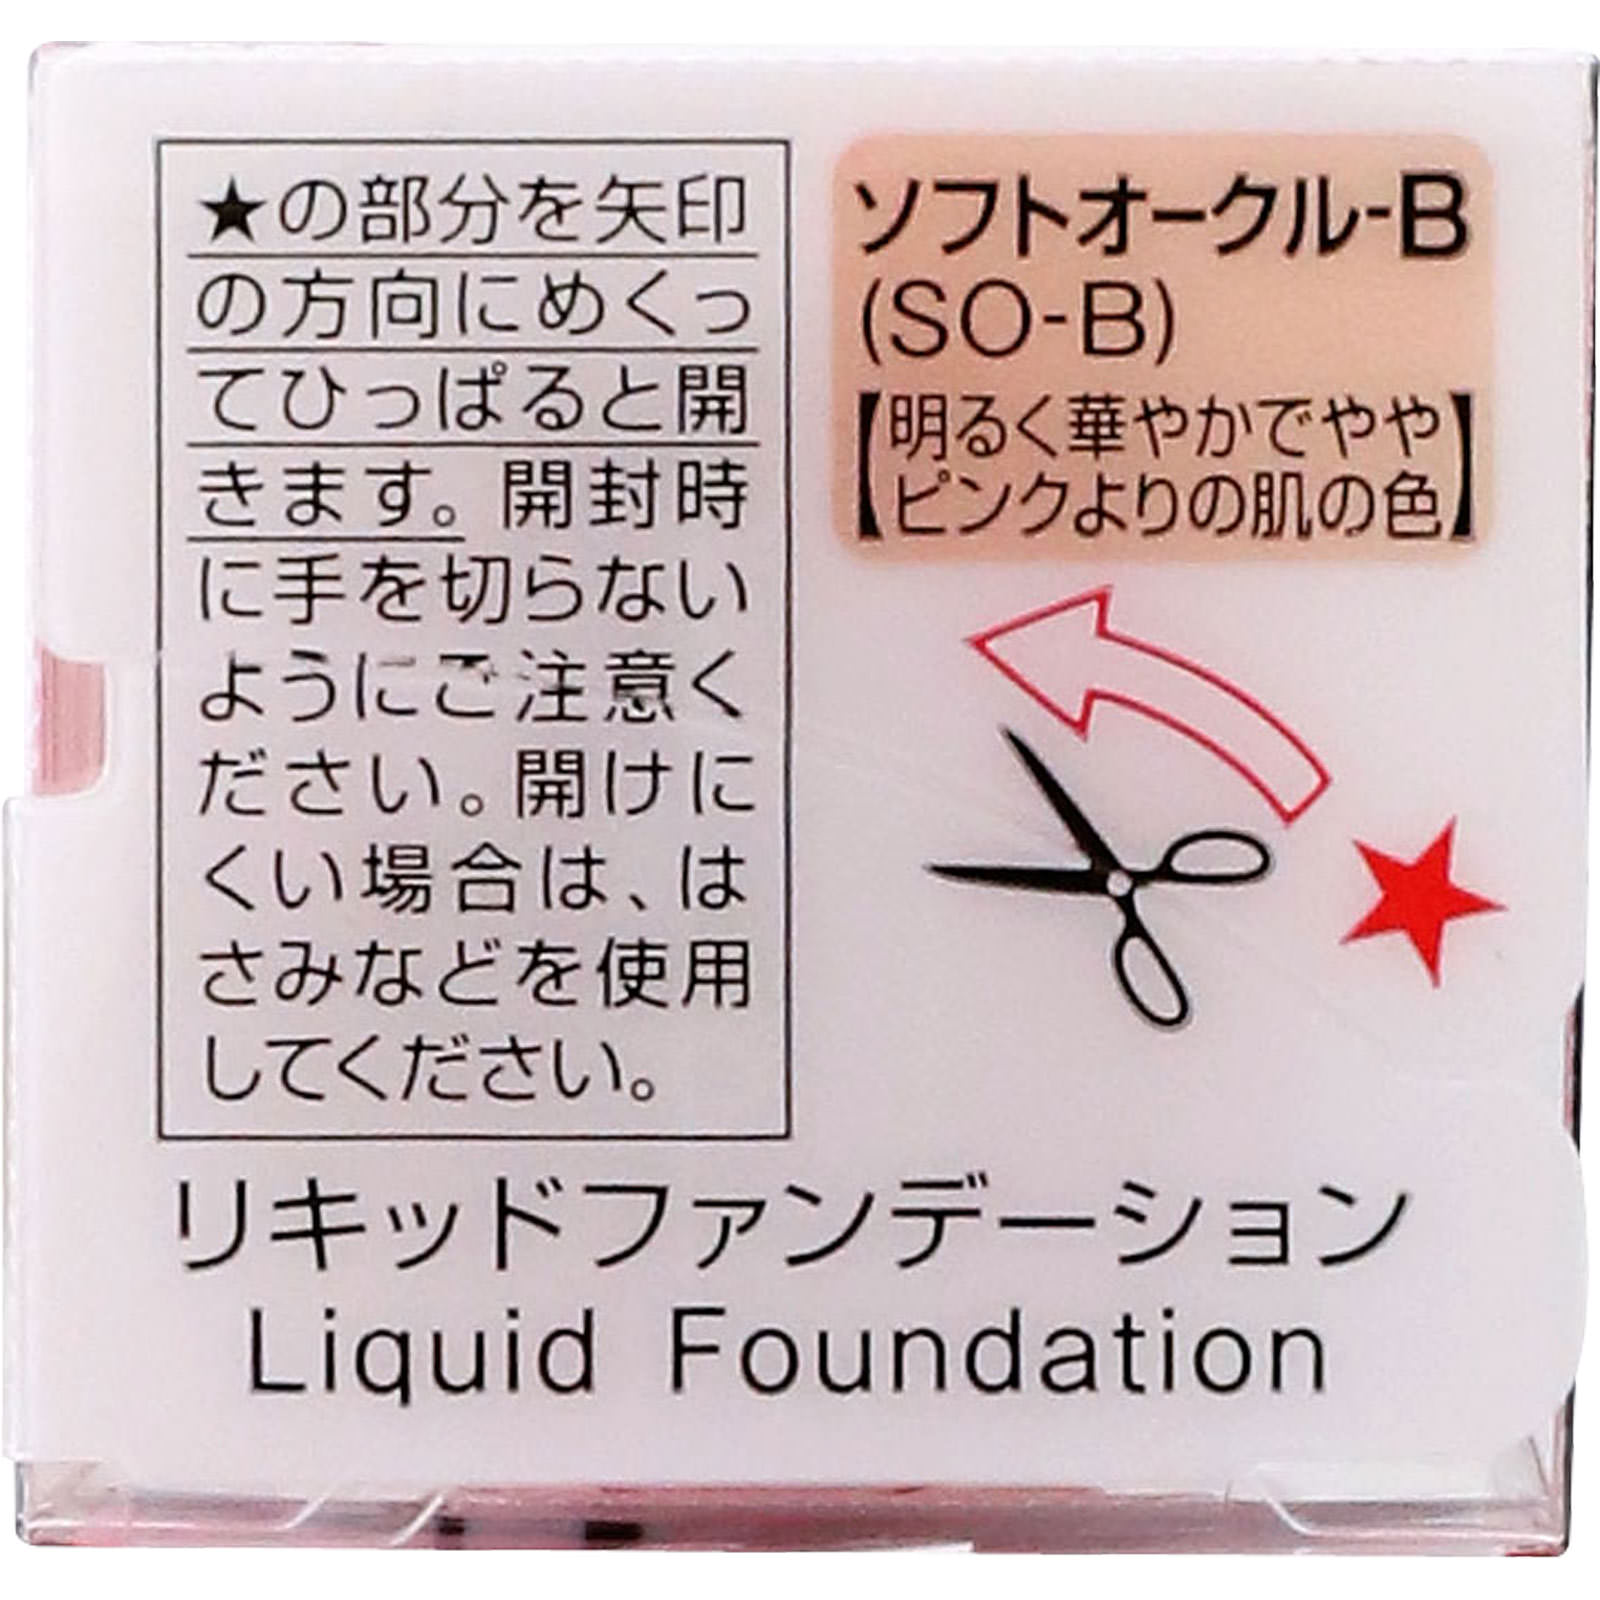 ★の部分を矢印
の方向にめくっ
てひっぱると開
きます。開封時
に手を切らない
ようにご注意く
ださい。開けに
くい場合は、は
さみなどを使用
してください。
ソフトオークル-B
(SO-B)
【明るく華やかでやや
ピンクよりの肌の色】
リキッドファンデーション
Liquid Foundation